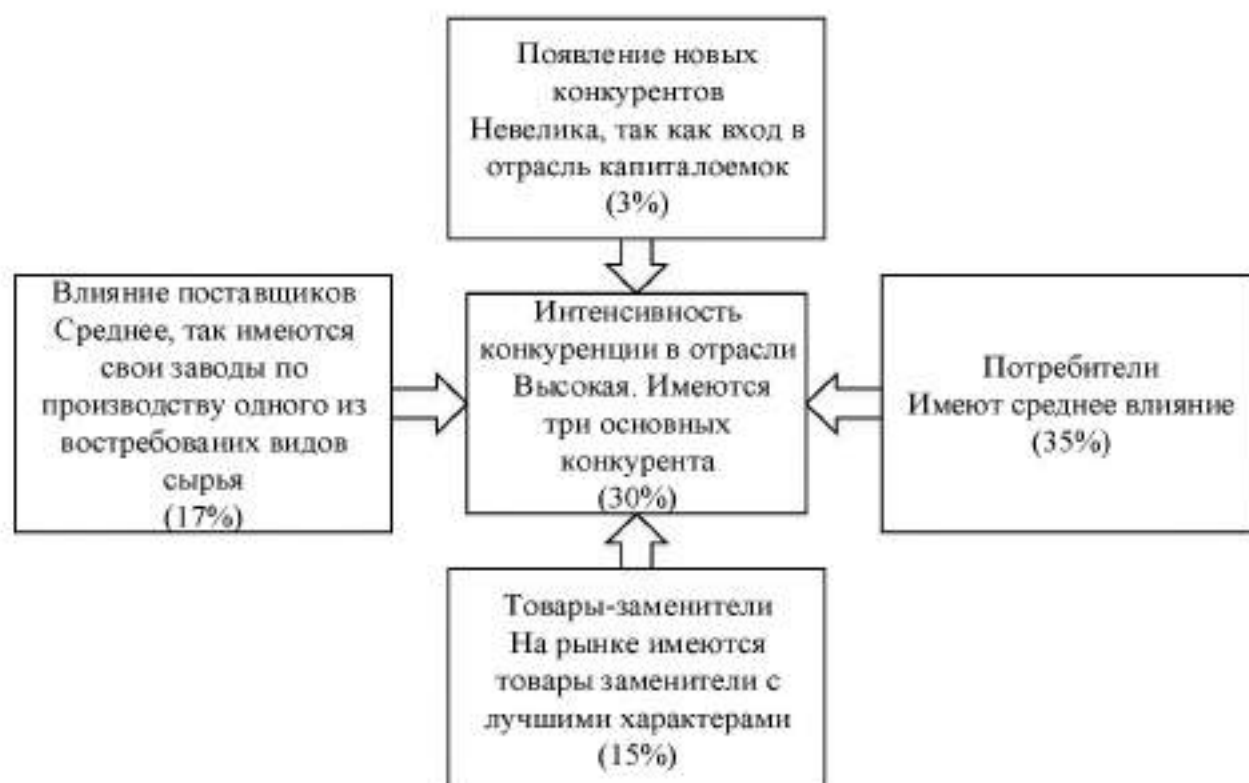 Появление новых
конкурентов
Невелика, так как вход в
отрасль капиталоемок
(3%)
Влияние поставщиков
Среднее, так имеются
свои заводы по
производству одного из
востребованих видов
сырья
(17%)
Интенсивность
конкуренции в отрасли
Высокая. Имеются
три основных
конкурента
(30%)
Потребители
Имеют среднее влияние
(35%)
Товары-заменители
На рынке имеются
товары заменители с
лучшими характерами
(15%)